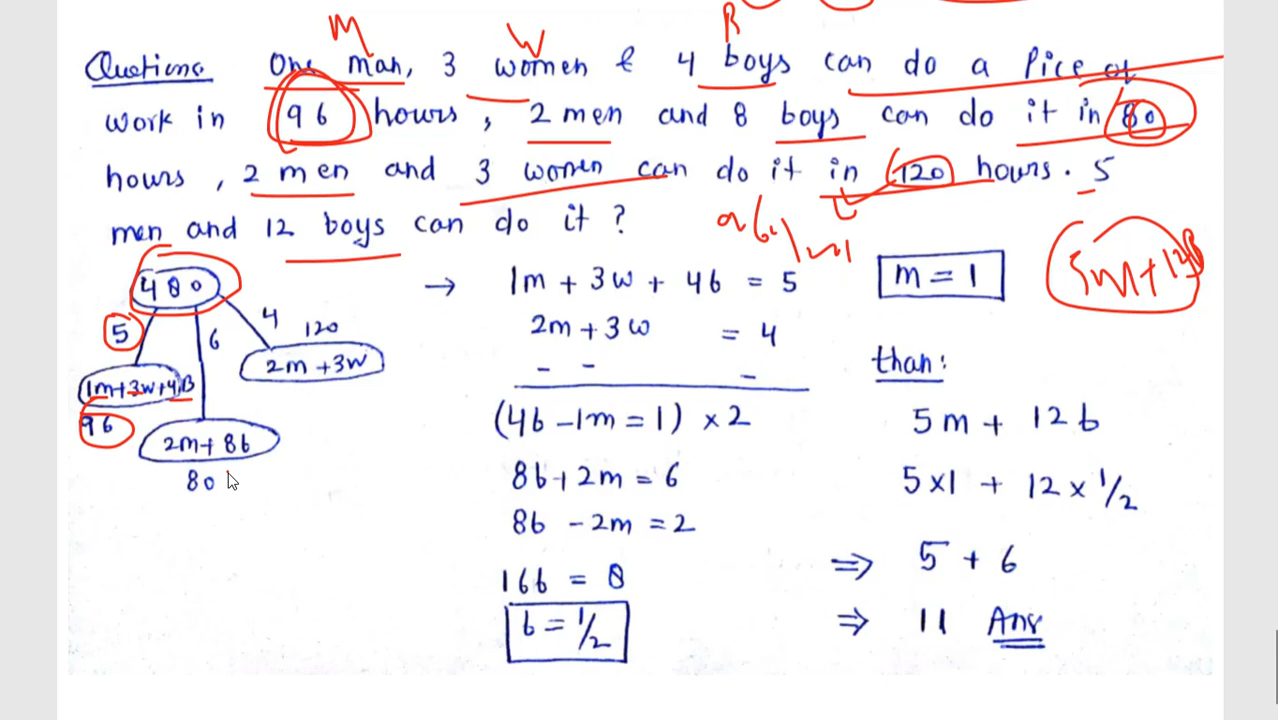 M W B
Question: One man, 3 women & 4 boys can do a Pice of
work in 96 hours, 2 men and 8 boys can do it in 80
hours, 2 men and 3 women can do it in 120 hours. 5
men and 12 boys can do it?
480
5 6 4 120
1m+3w+4B
2m+3w
96
2m+8b
80
→ 1m + 3w + 4b = 5
2m + 3w = 4
- - -
(4b - 1m = 1) × 2
8b + 2m = 6
8b - 2m = 2
16b = 8
b = 1/2
m = 1
5m + 12B
than:
5m + 12b
5×1 + 12 × 1/2
⇒ 5 + 6
⇒ 11 Ans